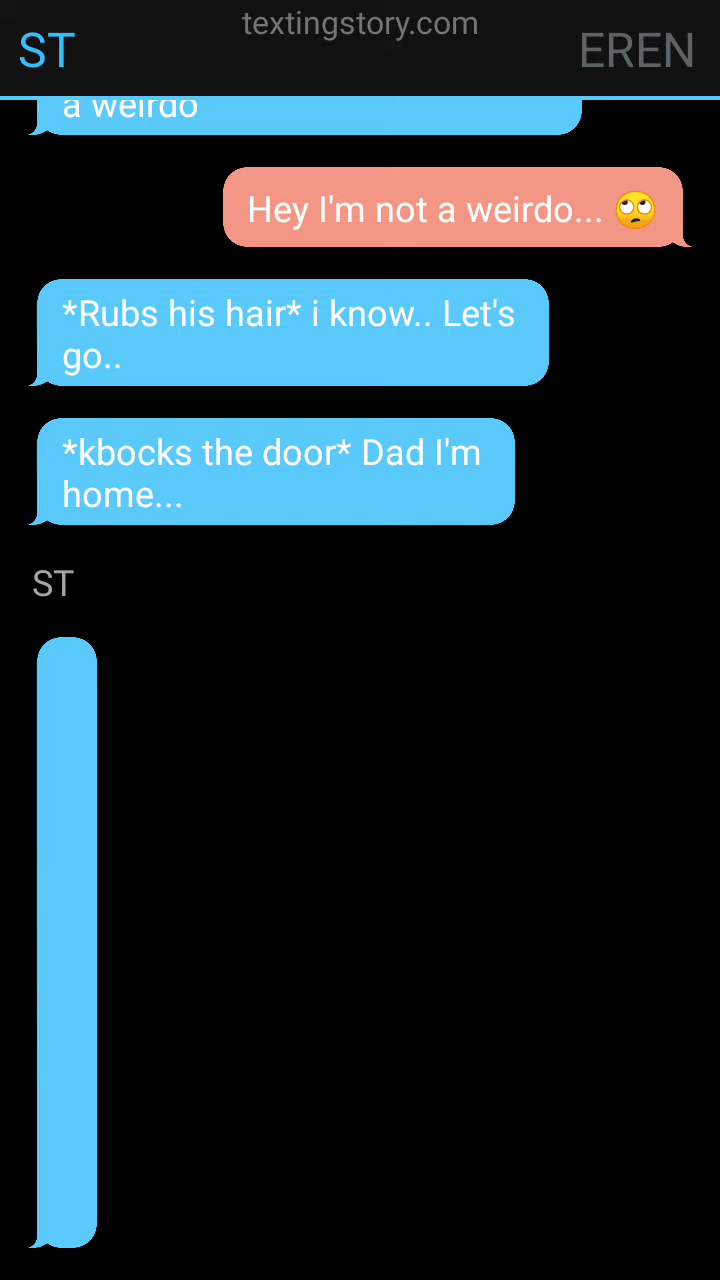 textingstory.com
ST
EREN
a weirdo
Hey I'm not a weirdo... 🙄
*Rubs his hair* i know.. Let's
go..
*kbocks the door* Dad I'm
home...
ST